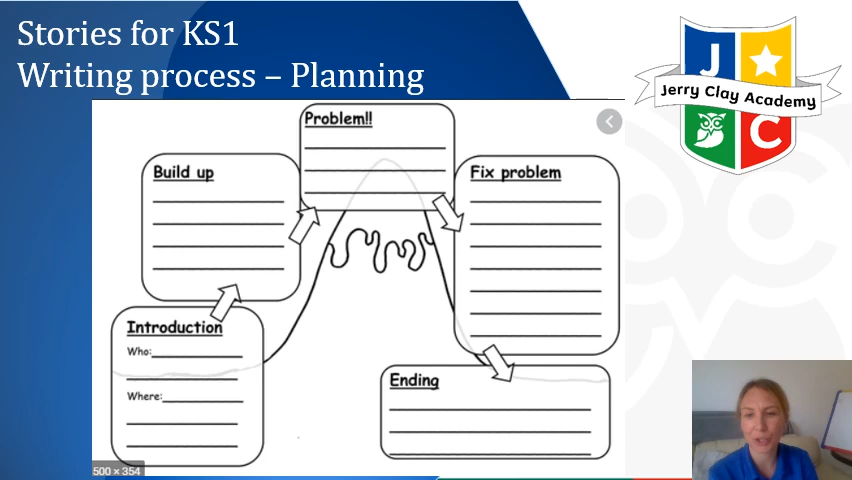 Stories for KS1
Writing process – Planning
J
Jerry Clay Academy
C
Problem!!
Build up
Fix problem
Introduction
Who:
Where:
Ending
500 × 354